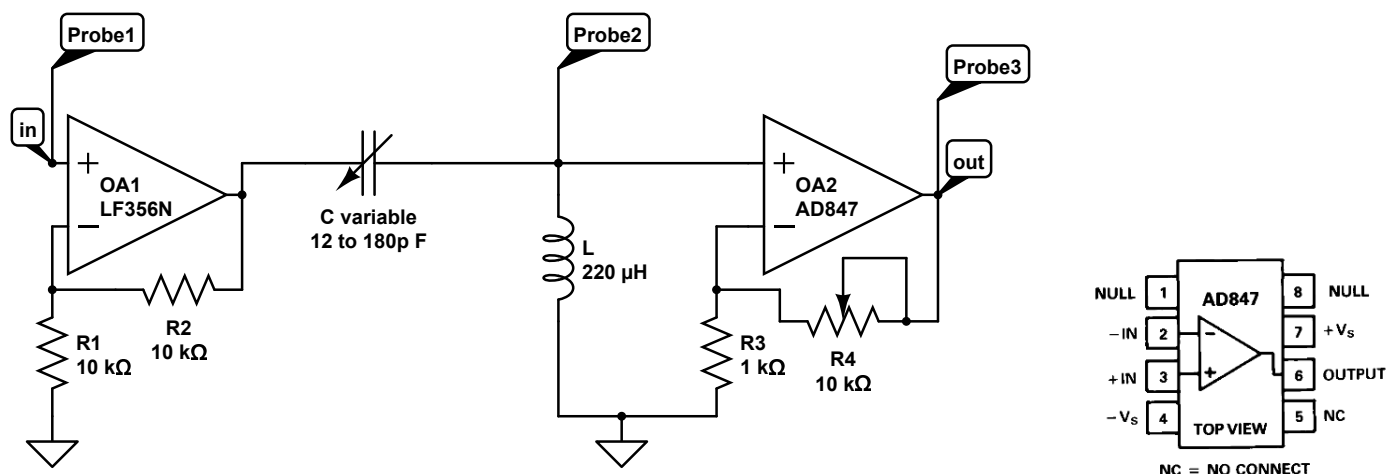 Probe1
Probe2
Probe3
in
+
OA1
LF356N
−
C variable
12 to 180p F
+
OA2
AD847
−
out
L
220 µH
R2
10 kΩ
R1
10 kΩ
R3
1 kΩ
R4
10 kΩ
NULL 1 AD847 8 NULL
−IN 2 − 7 +Vs
+IN 3 + 6 OUTPUT
−Vs 4 TOP VIEW 5 NC
NC = NO CONNECT